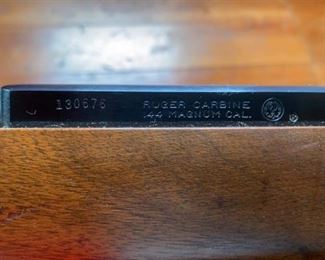 130676
RUGER CARBINE
.44 MAGNUM CAL.
®